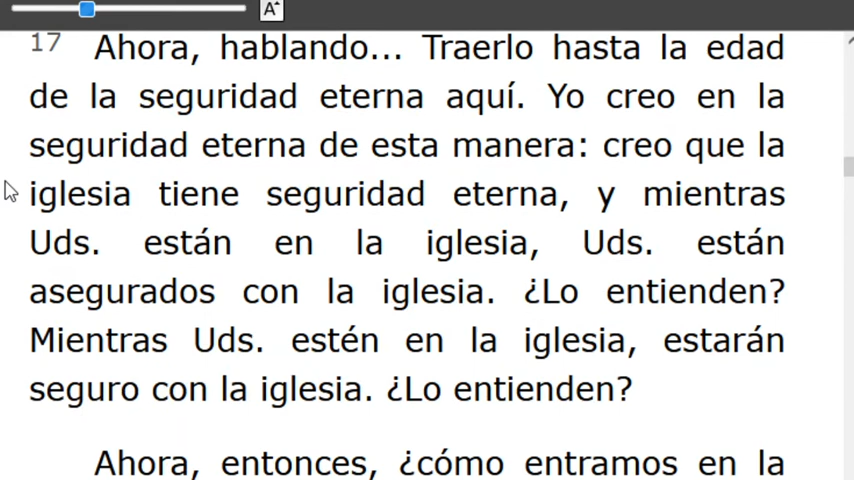 A
17 Ahora, hablando... Traerlo hasta la edad
de la seguridad eterna aquí. Yo creo en la
seguridad eterna de esta manera: creo que la
iglesia tiene seguridad eterna, y mientras
Uds. están en la iglesia, Uds. están
asegurados con la iglesia. ¿Lo entienden?
Mientras Uds. estén en la iglesia, estarán
seguro con la iglesia. ¿Lo entienden?
Ahora, entonces, ¿cómo entramos en la